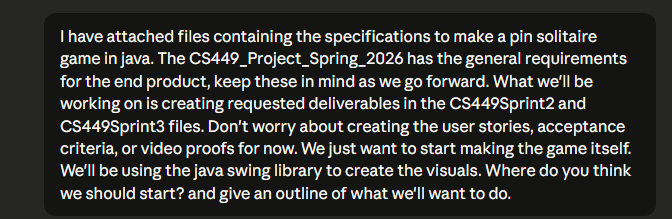 I have attached files containing the specifications to make a pin solitaire
game in java. The CS449_Project_Spring_2026 has the general requirements
for the end product, keep these in mind as we go forward. What we'll be
working on is creating requested deliverables in the CS449Sprint2 and
CS449Sprint3 files. Don't worry about creating the user stories, acceptance
criteria, or video proofs for now. We just want to start making the game itself.
We'll be using the java swing library to create the visuals. Where do you think
we should start? and give an outline of what we'll want to do.